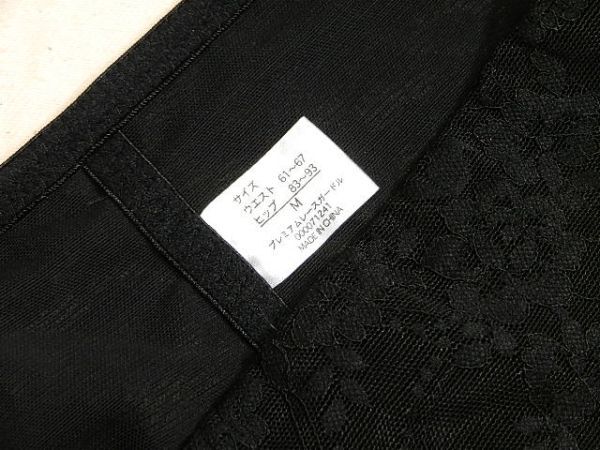 サイズ
ウエスト 61〜67
ヒップ 83〜93
M
プレミアムレースガードル
000071241
MADE IN CHINA